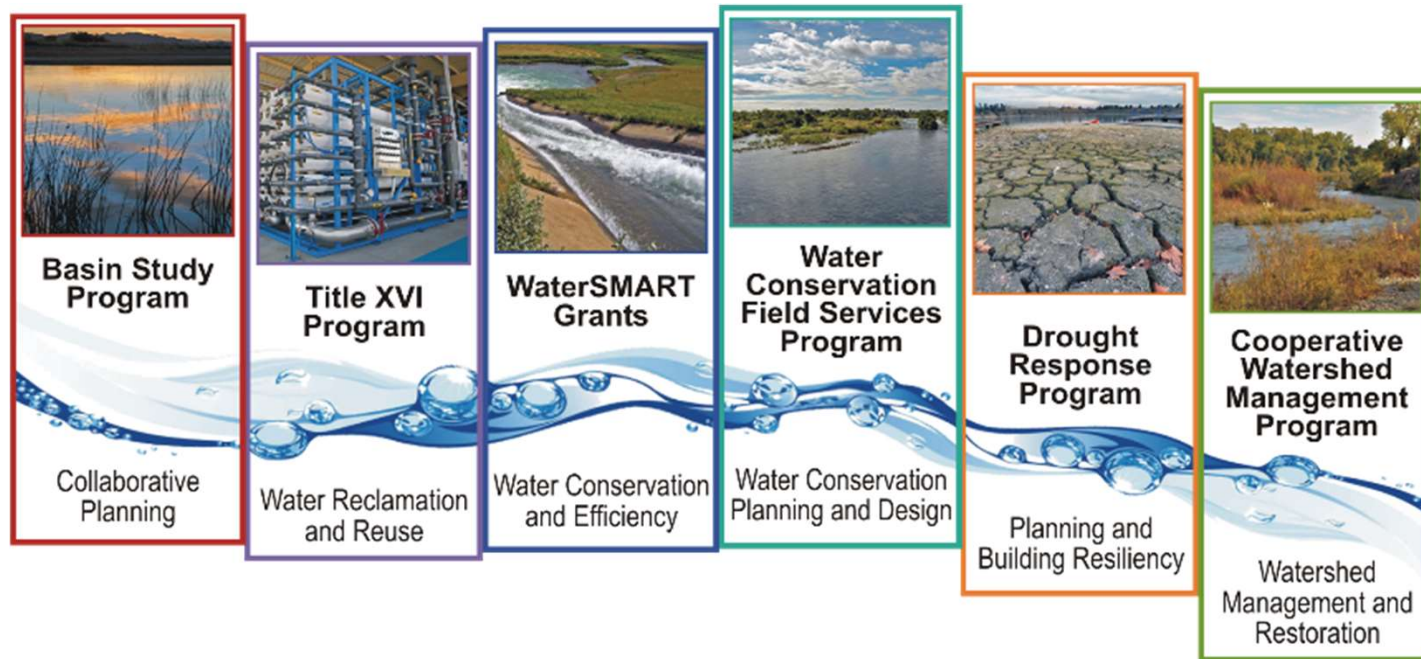 Basin Study
Program
Collaborative
Planning
Title XVI
Program
Water Reclamation
and Reuse
WaterSMART
Grants
Water Conservation
and Efficiency
Water
Conservation
Field Services
Program
Water Conservation
Planning and Design
Drought
Response
Program
Planning and
Building Resiliency
Cooperative
Watershed
Management
Program
Watershed
Management and
Restoration